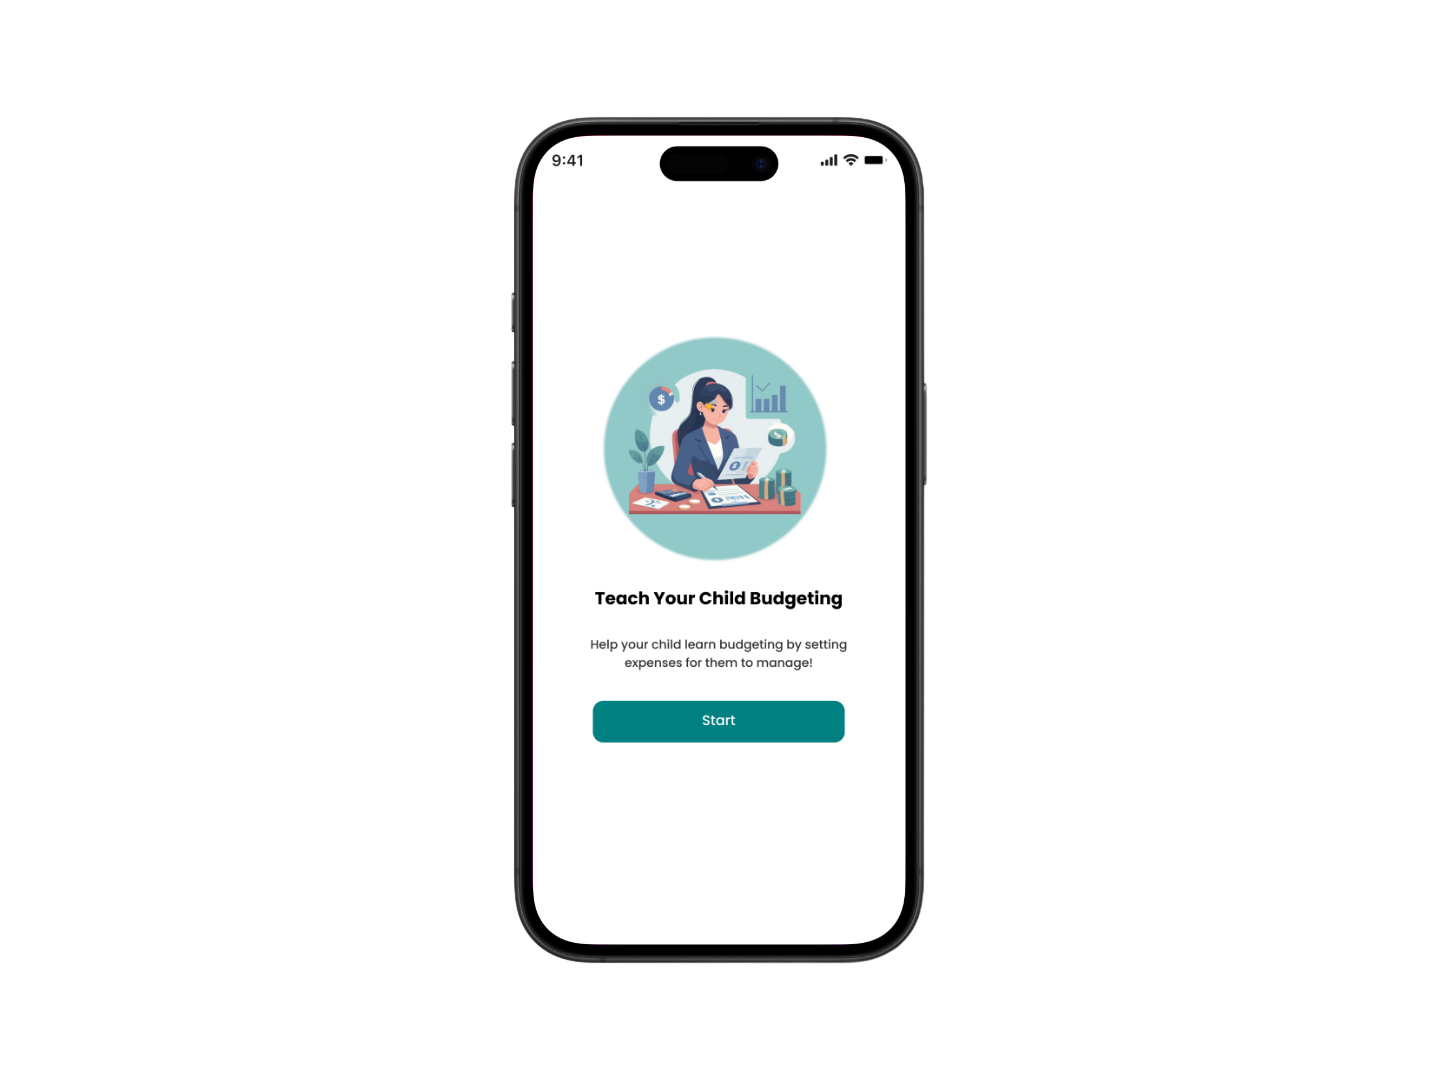 9:41
$
Teach Your Child Budgeting
Help your child learn budgeting by setting
expenses for them to manage!
Start